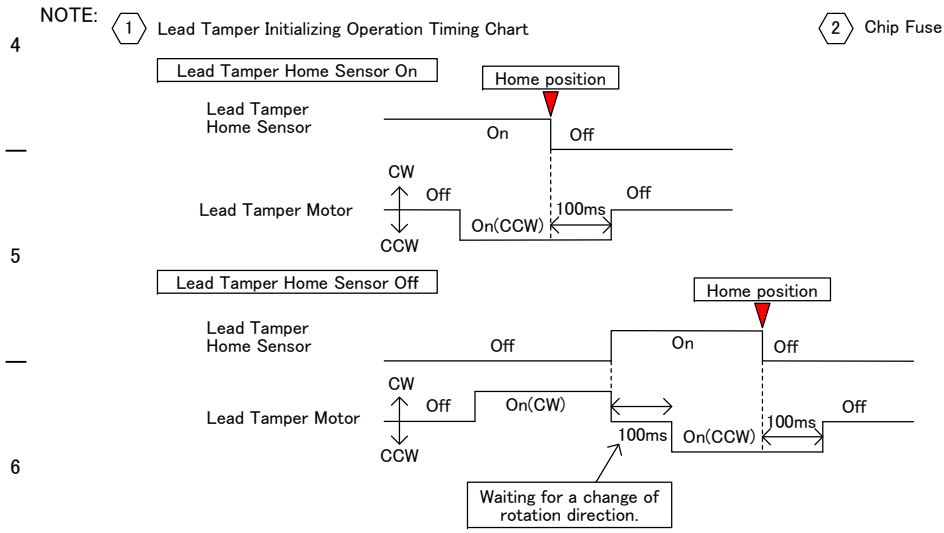 NOTE:
1 Lead Tamper Initializing Operation Timing Chart
2 Chip Fuse
4
Lead Tamper Home Sensor On
Home position
Lead Tamper
Home Sensor
On
Off
CW
Off
Off
Lead Tamper Motor
On(CCW)
100ms
CCW
5
Lead Tamper Home Sensor Off
Home position
Lead Tamper
Home Sensor
Off
On
Off
CW
Off
On(CW)
Off
Lead Tamper Motor
100ms
On(CCW)
100ms
CCW
6
Waiting for a change of
rotation direction.